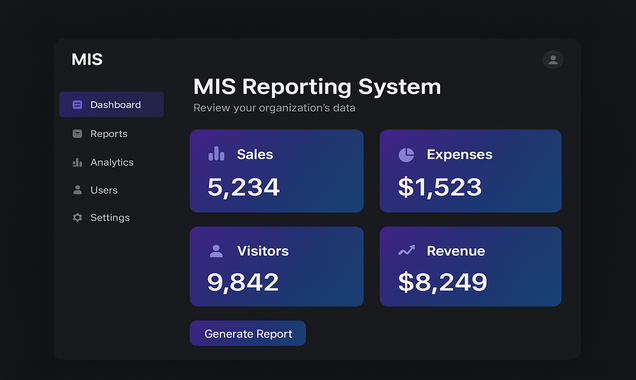 MIS
Dashboard
Reports
Analytics
Users
Settings
MIS Reporting System
Review your organization's data
Sales
5,234
Expenses
$1,523
Visitors
9,842
Revenue
$8,249
Generate Report